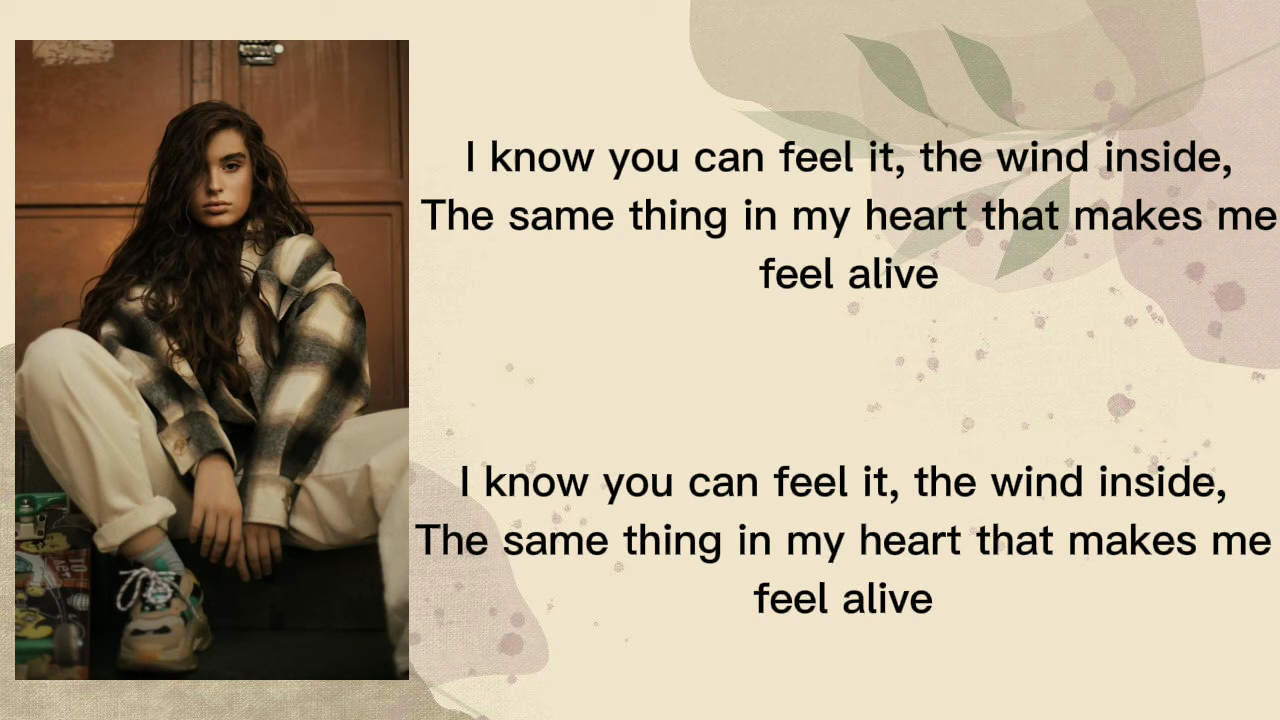 I know you can feel it, the wind inside,
The same thing in my heart that makes me
feel alive
I know you can feel it, the wind inside,
The same thing in my heart that makes me
feel alive